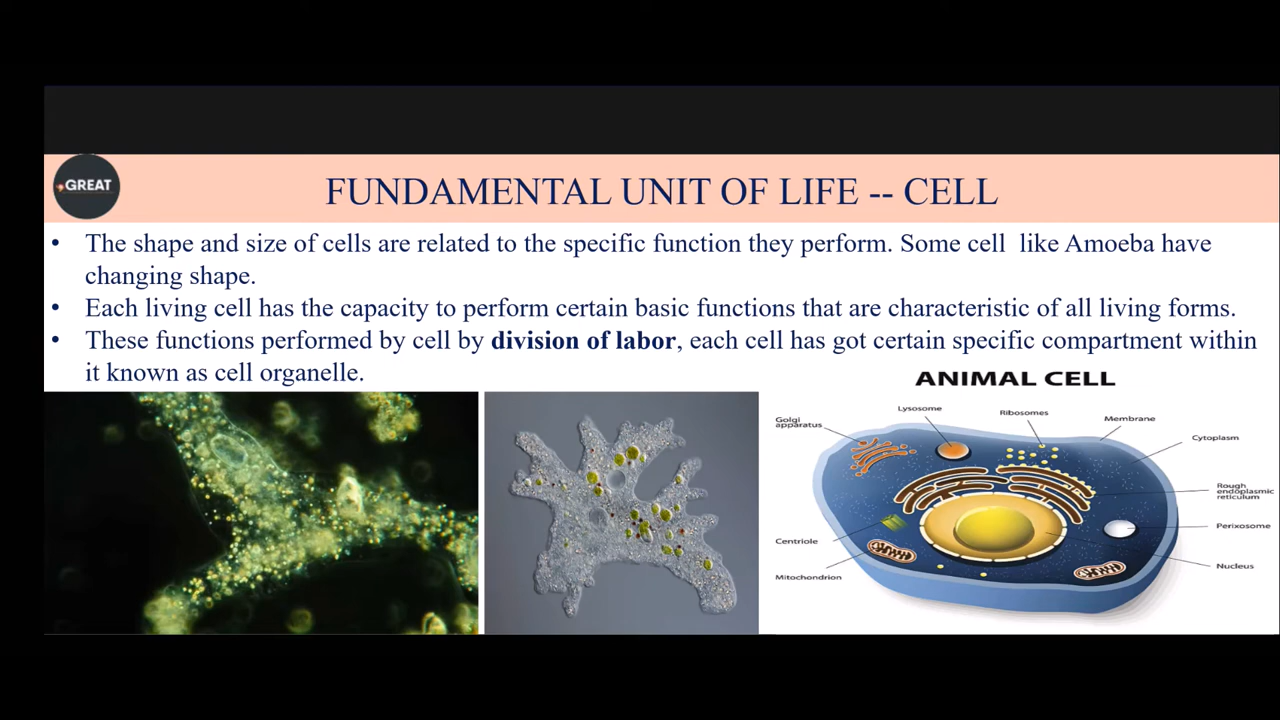 GREAT
FUNDAMENTAL UNIT OF LIFE -- CELL
• The shape and size of cells are related to the specific function they perform. Some cell like Amoeba have
changing shape.
• Each living cell has the capacity to perform certain basic functions that are characteristic of all living forms.
• These functions performed by cell by division of labor, each cell has got certain specific compartment within
it known as cell organelle.
ANIMAL CELL
Golgi
apparatus
Lysosome
Ribosomes
Membrane
Cytoplasm
Rough
endoplasmic
reticulum
Perixosome
Nucleus
Centriole
Mitochondrion